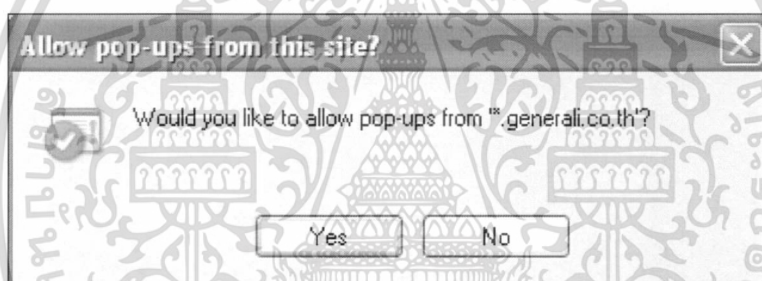 Allow pop-ups from this site?
Would you like to allow pop-ups from '*.generali.co.th'?
Yes
No